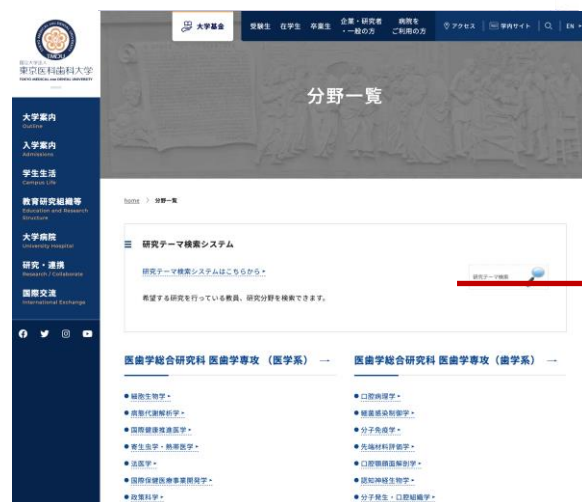 大学基金
受験生 在学生 卒業生 企業・研究者・一般の方 病院をご利用の方 アクセス 学内サイト EN
国立大学法人
東京医科歯科大学
TOKYO MEDICAL AND DENTAL UNIVERSITY
分野一覧
大学案内
Outline
入学案内
Admissions
学生生活
Campus Life
教育研究組織等
Education and Research Structure
大学病院
University Hospital
研究・連携
Research / Collaborate
国際交流
International Exchange
home 〉 分野一覧
研究テーマ検索システム
研究テーマ検索システムはこちらから
研究テーマ検索
希望する研究を行っている教員、研究分野を検索できます。
医歯学総合研究科 医歯学専攻 （医学系） →
細胞生物学
病態代謝解析学
国際健康推進医学
寄生虫学・熱帯医学
法医学
国際保健医療事業開発学
政策科学
医歯学総合研究科 医歯学専攻（歯学系） →
口腔病理学
細菌感染制御学
分子免疫学
先端材料評価学
口腔顎顔面解剖学
認知神経生物学
分子発生・口腔組織学